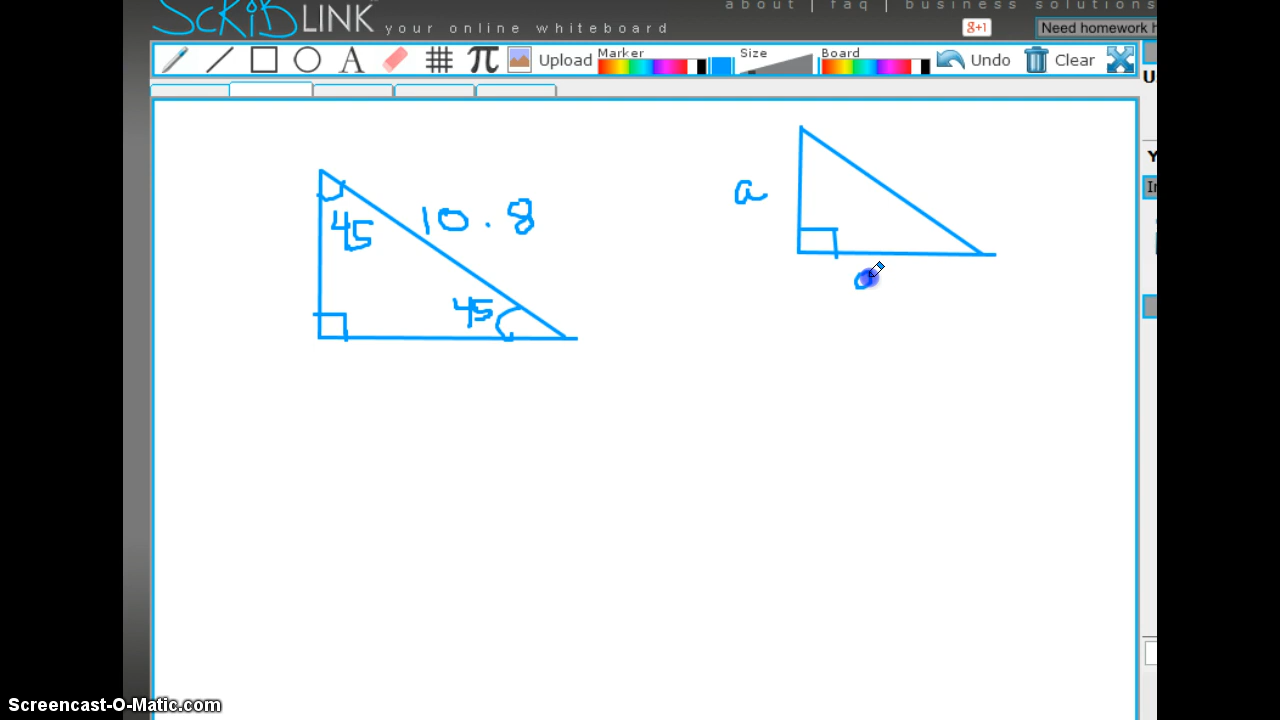 about | faq | business solutions
SCRiBLINK your online whiteboard
g+1
Need homework h
A π Upload Marker Size Board Undo Clear
U
45
10.8
45
a
Y
In
Screencast-O-Matic.com